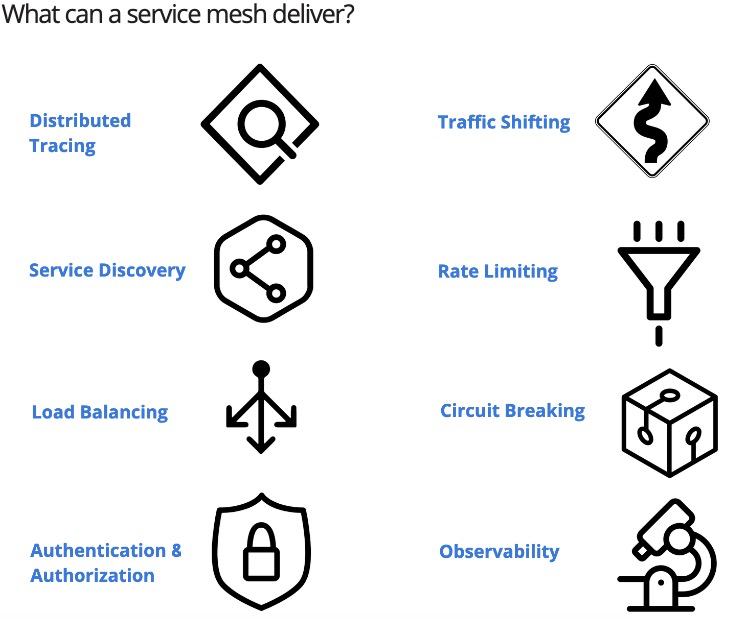 What can a service mesh deliver?
Distributed
Tracing
Traffic Shifting
Service Discovery
Rate Limiting
Load Balancing
Circuit Breaking
Authentication &
Authorization
Observability